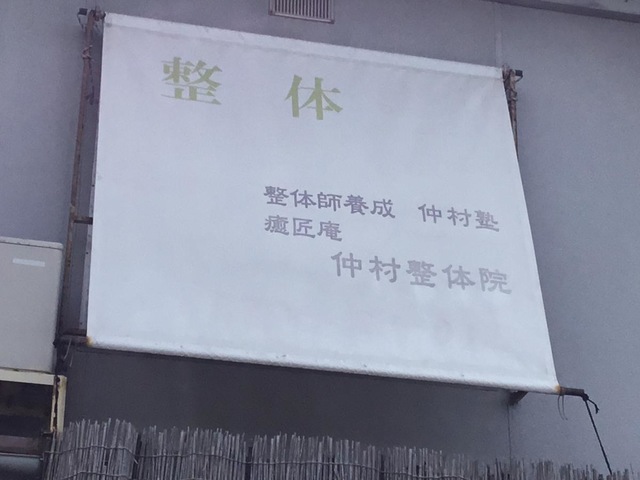 整 体
整体師養成 仲村塾
癒匠庵
仲村整体院